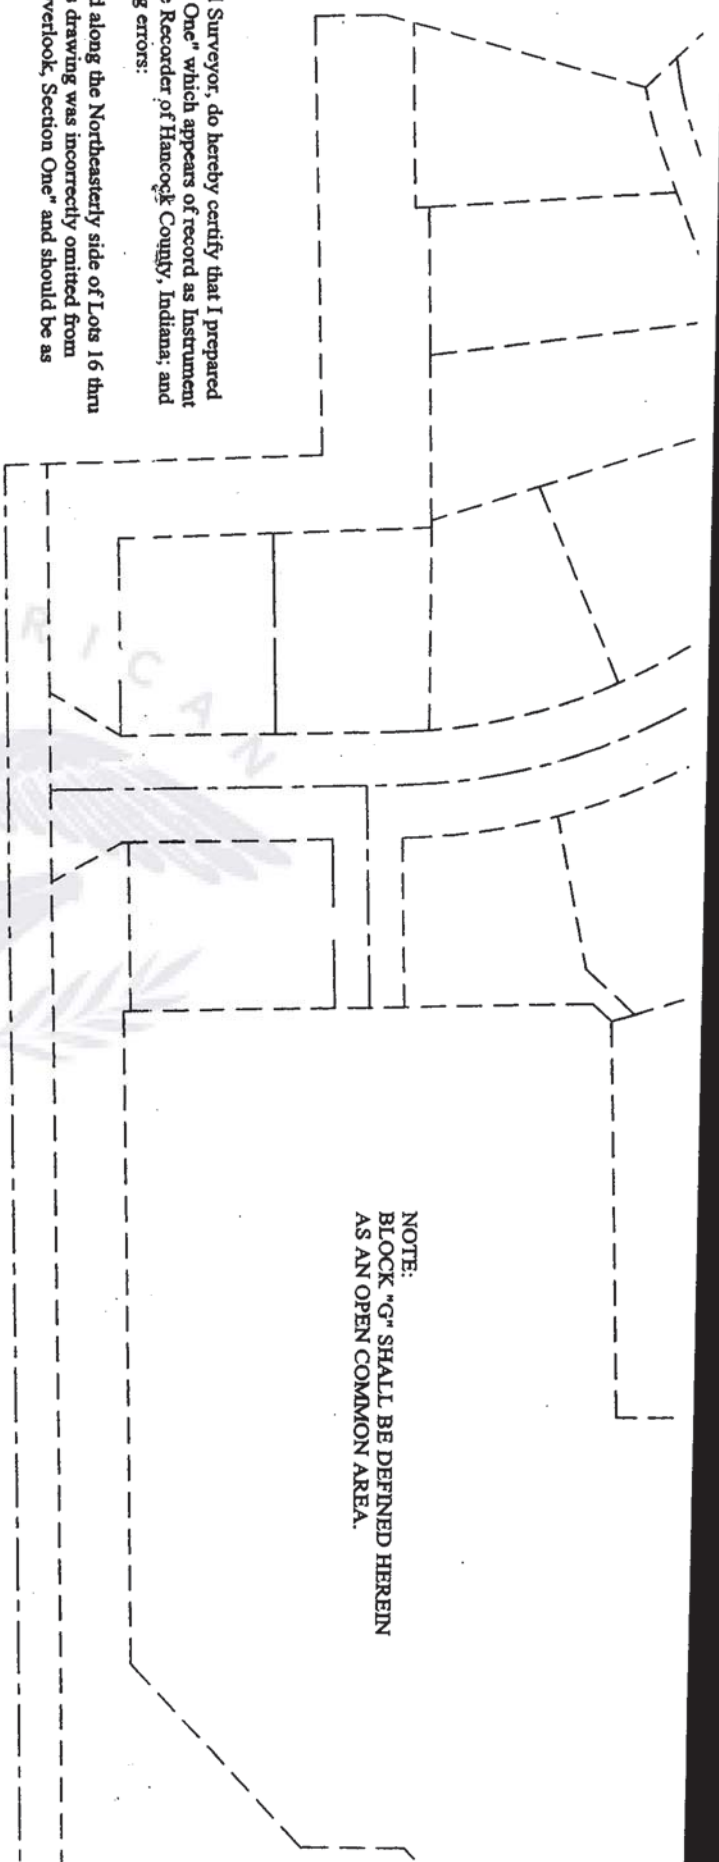 Surveyor, do hereby certify that I prepared
One" which appears of record as Instrument
Recorder of Hancock County, Indiana; and
errors:
along the Northeasterly side of Lots 16 thru
drawing was incorrectly omitted from
verlook, Section One" and should be as
NOTE:
BLOCK "G" SHALL BE DEFINED HEREIN
AS AN OPEN COMMON AREA.
RICAN